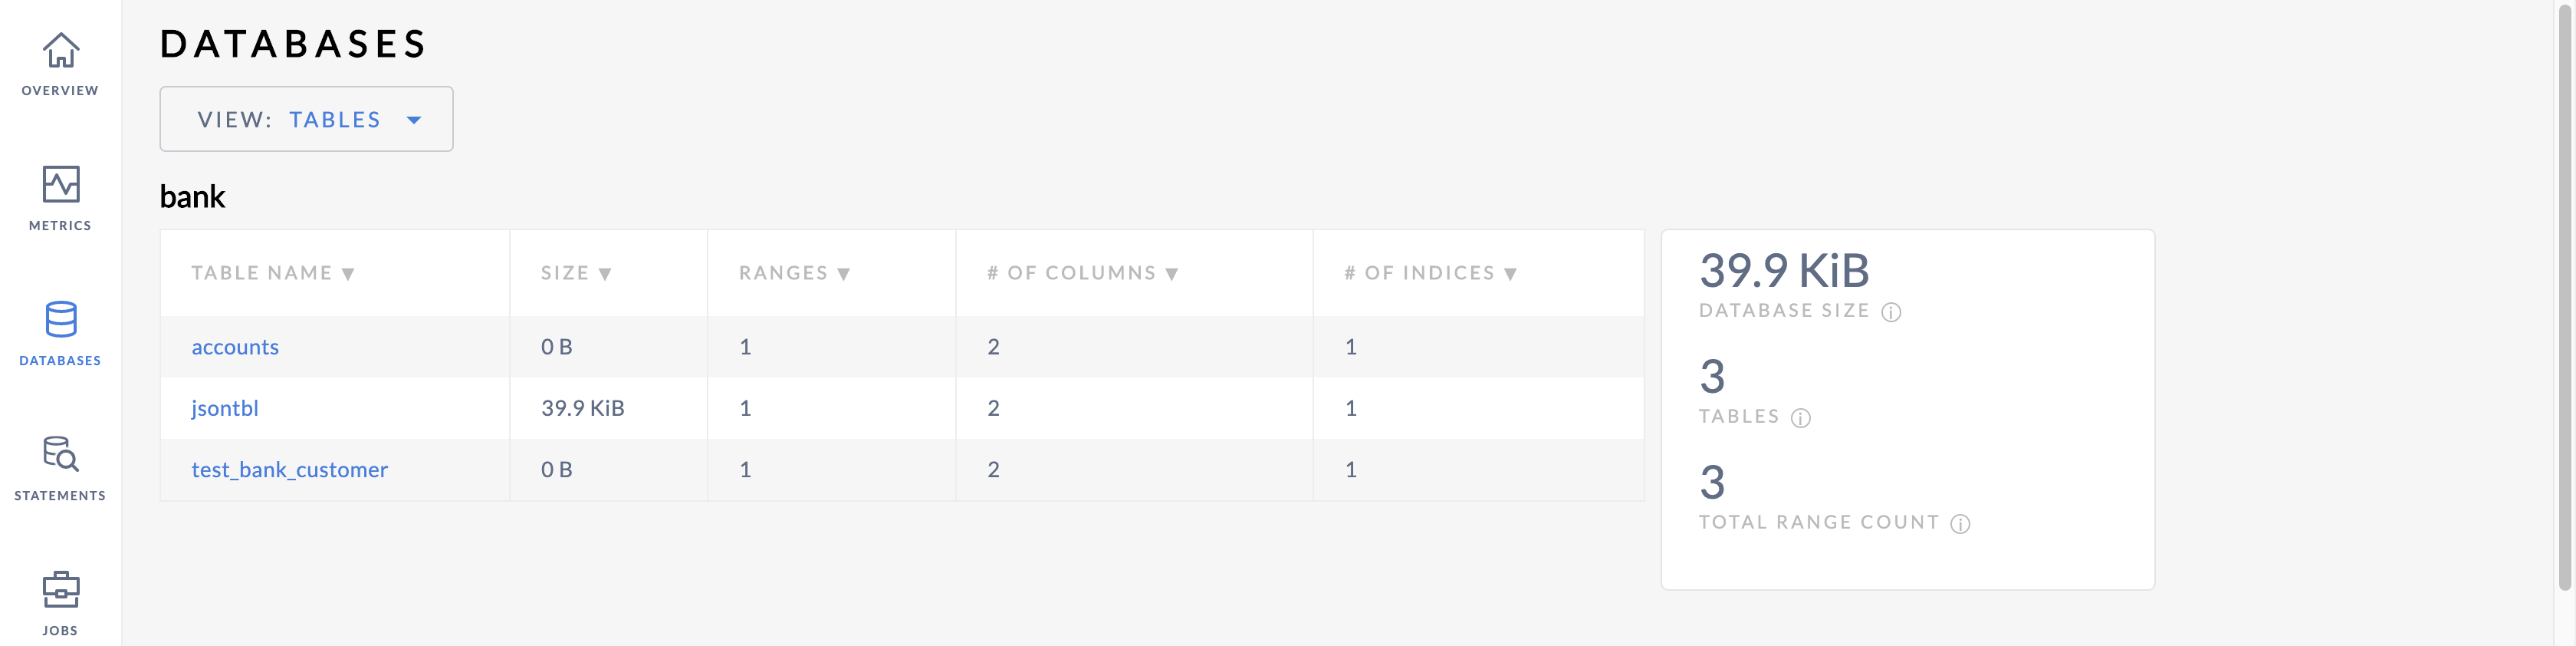 DATABASES
VIEW: TABLES
bank
TABLE NAME ▼ SIZE ▼ RANGES ▼ # OF COLUMNS ▼ # OF INDICES ▼
accounts 0 B 1 2 1
jsontbl 39.9 KiB 1 2 1
test_bank_customer 0 B 1 2 1
39.9 KiB
DATABASE SIZE
3
TABLES
3
TOTAL RANGE COUNT
OVERVIEW
METRICS
DATABASES
STATEMENTS
JOBS